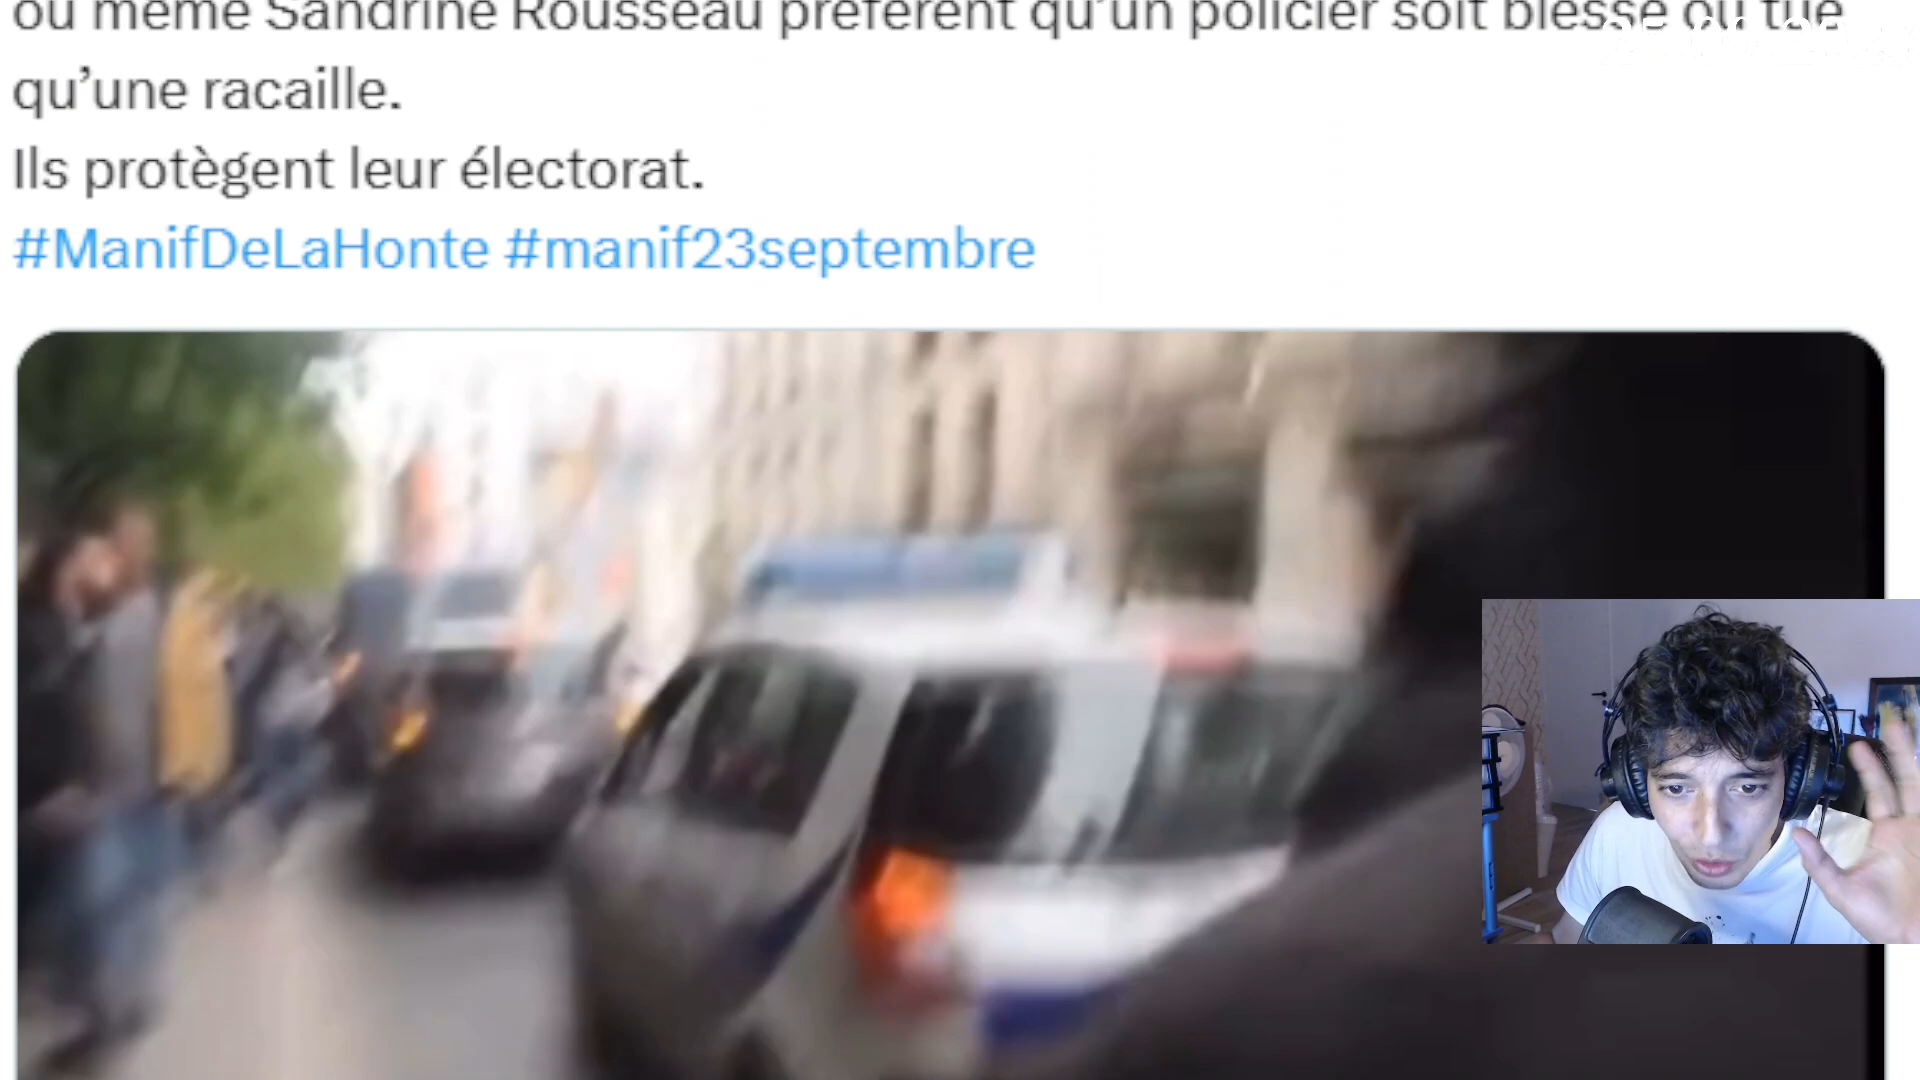 ou même Sandrine Rousseau préfèrent qu’un policier soit blessé ou tué
qu’une racaille.
Ils protègent leur électorat.
#ManifDeLaHonte #manif23septembre